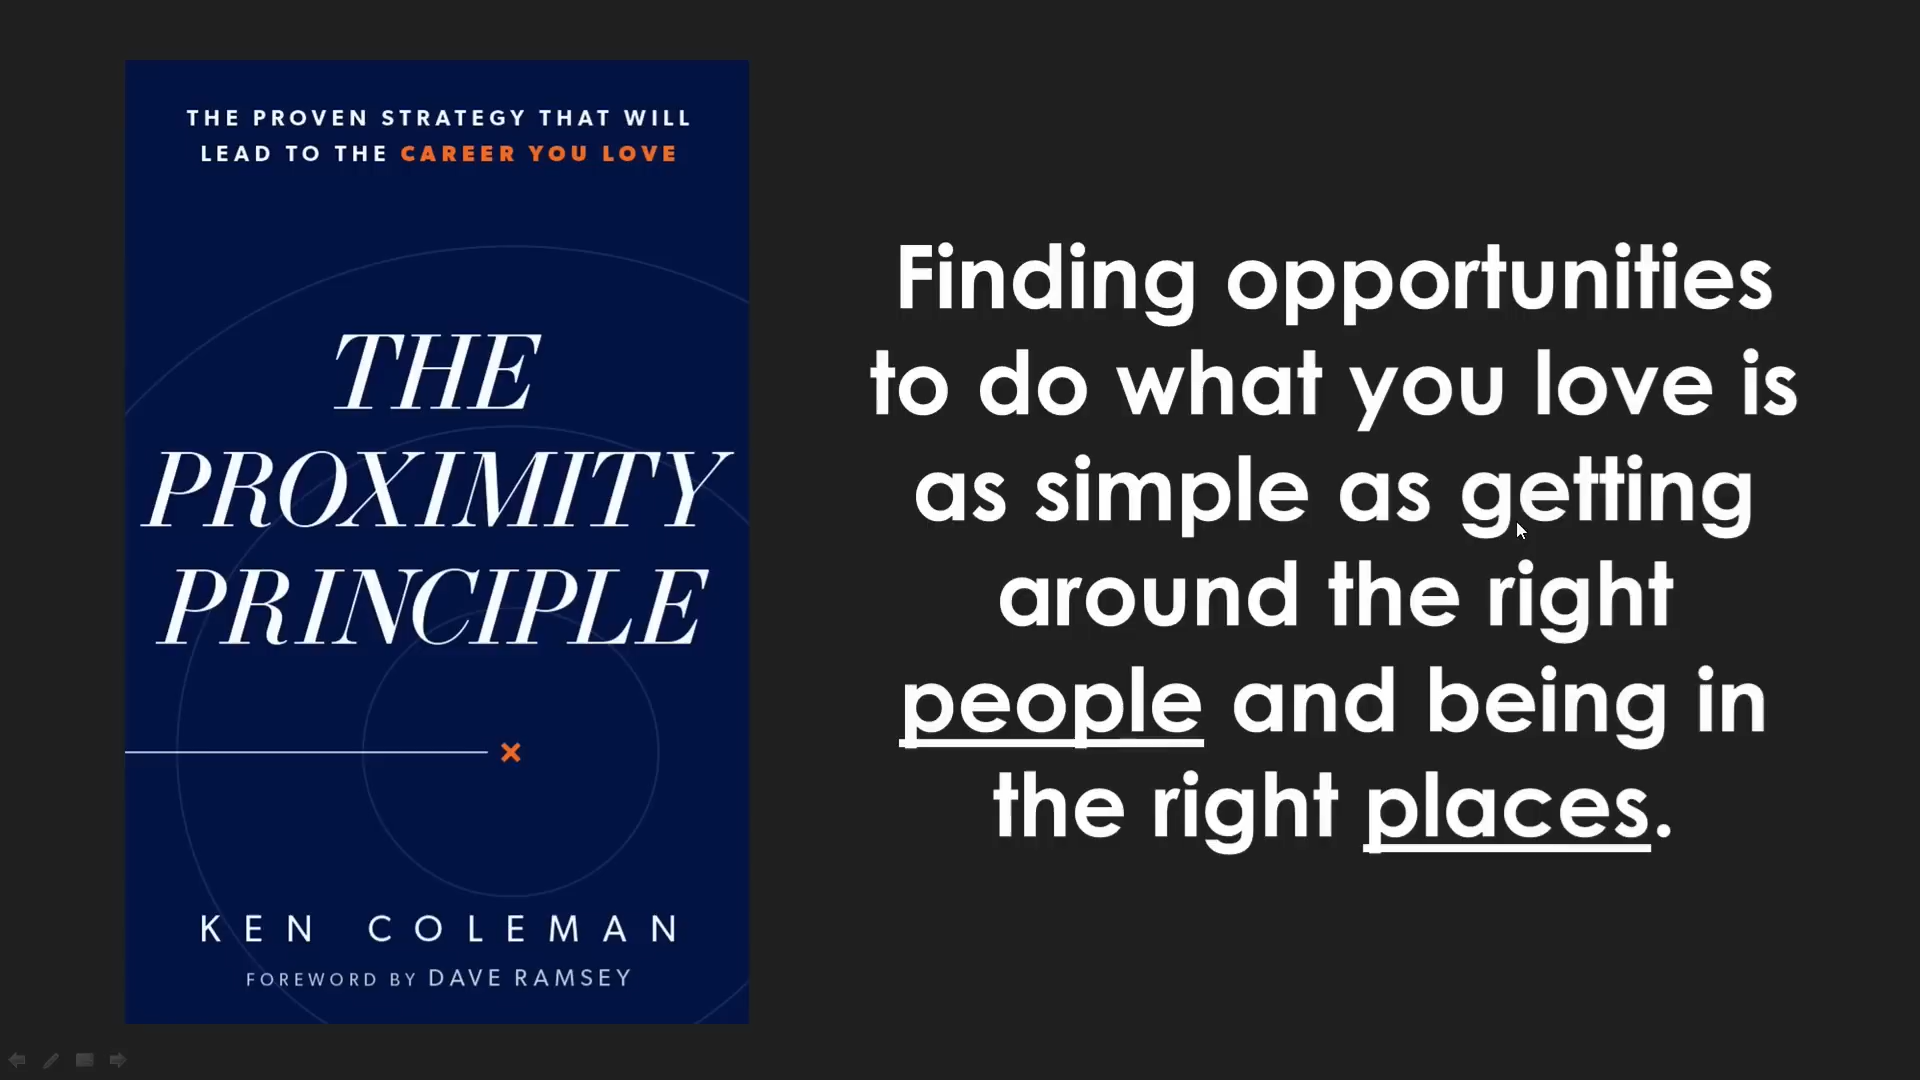 THE PROVEN STRATEGY THAT WILL
LEAD TO THE CAREER YOU LOVE
THE
PROXIMITY
PRINCIPLE
KEN COLEMAN
FOREWORD BY DAVE RAMSEY
Finding opportunities
to do what you love is
as simple as getting
around the right
people and being in
the right places.